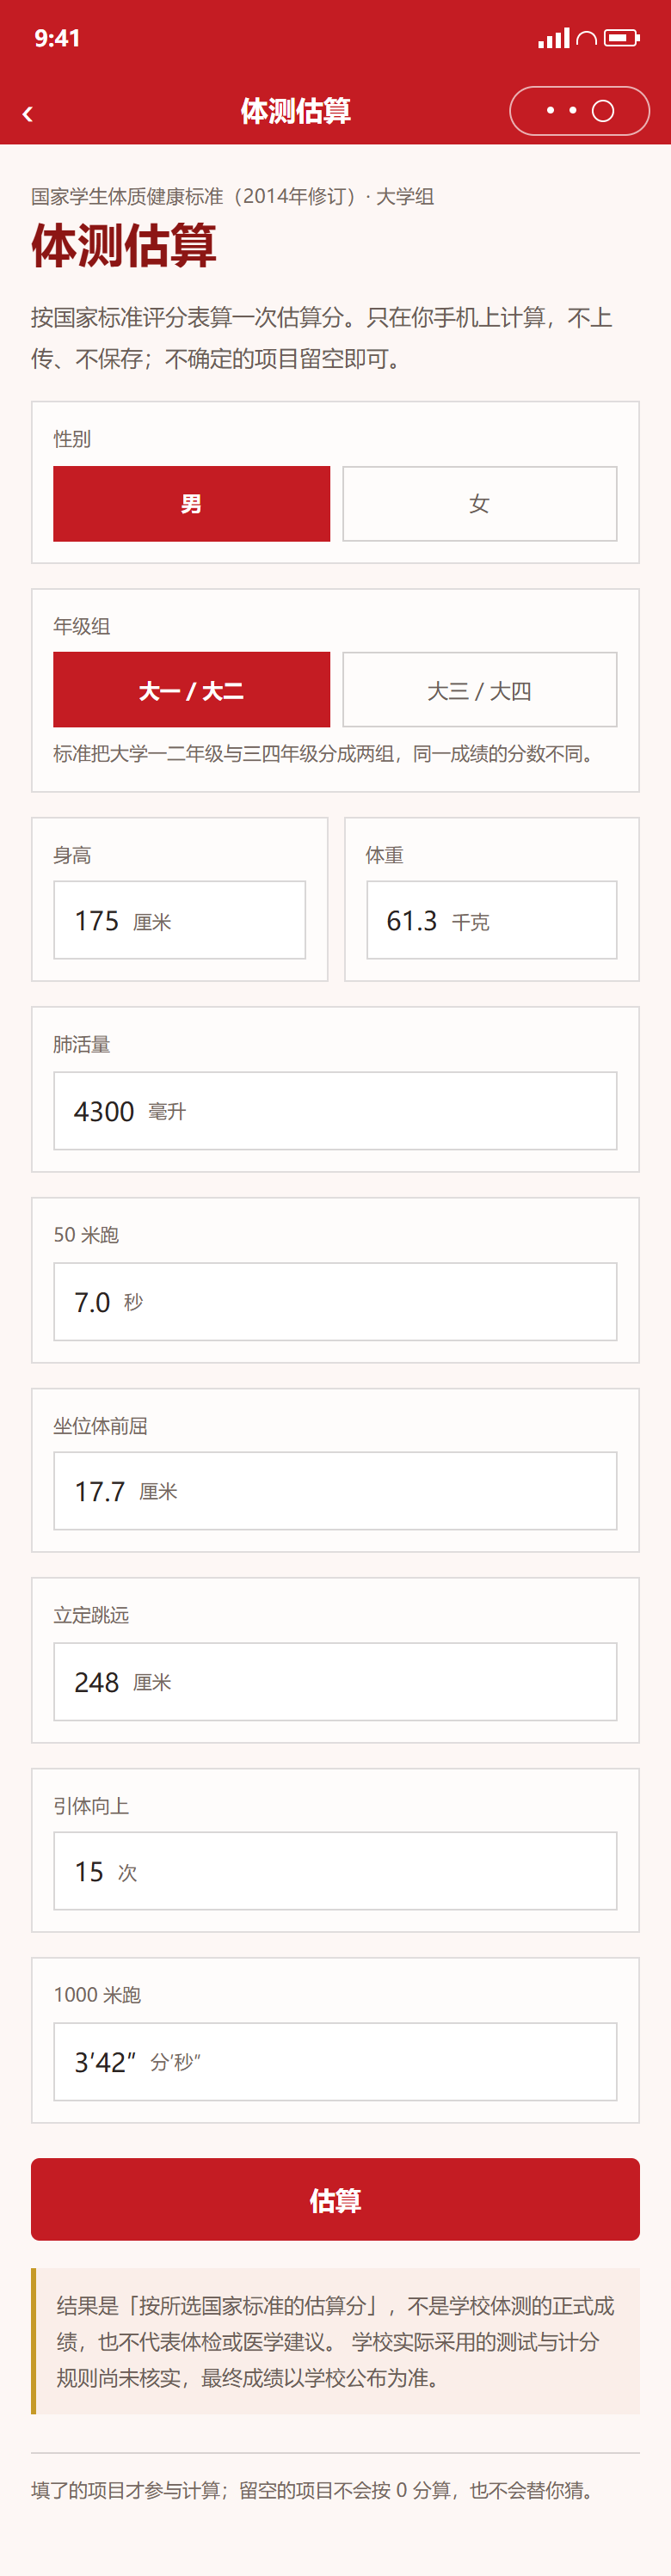 9:41
体测估算
国家学生体质健康标准（2014年修订）· 大学组
体测估算
按国家标准评分表算一次估算分。只在你手机上计算，不上
传、不保存；不确定的项目留空即可。
性别
男 女
年级组
大一 / 大二 大三 / 大四
标准把大学一二年级与三四年级分成两组，同一成绩的分数不同。
身高 体重
175 厘米 61.3 千克
肺活量
4300 毫升
50 米跑
7.0 秒
坐位体前屈
17.7 厘米
立定跳远
248 厘米
引体向上
15 次
1000 米跑
3′42″ 分′秒″
估算
结果是「按所选国家标准的估算分」，不是学校体测的正式成
绩，也不代表体检或医学建议。 学校实际采用的测试与计分
规则尚未核实，最终成绩以学校公布为准。
填了的项目才参与计算；留空的项目不会按 0 分算，也不会替你猜。